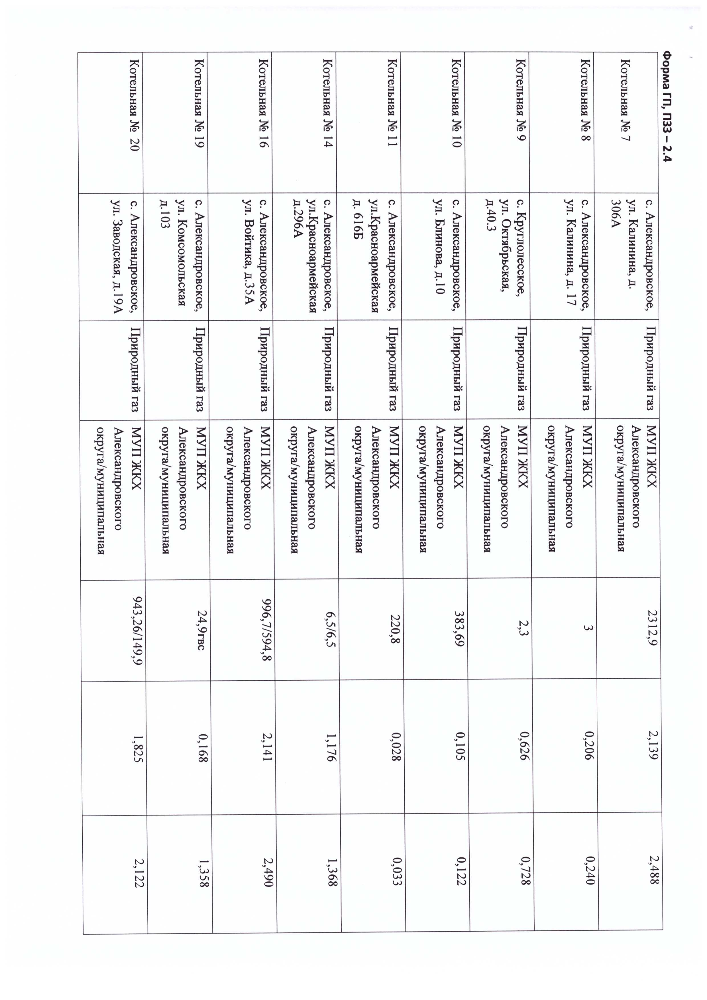 Форма ГП, ПЗЗ – 2.4
Котельная № 7
с. Александровское,
ул. Калинина, д.
306А
Природный газ
МУП ЖКХ
Александровского
округа/муниципальная
2312,9
2,139
2,488
Котельная № 8
с. Александровское,
ул. Калинина, д. 17
Природный газ
МУП ЖКХ
Александровского
округа/муниципальная
3
0,206
0,240
Котельная № 9
с. Круглолесское,
ул. Октябрьская,
д.40.3
Природный газ
МУП ЖКХ
Александровского
округа/муниципальная
2,3
0,626
0,728
Котельная № 10
с. Александровское,
ул. Блинова, д.10
Природный газ
МУП ЖКХ
Александровского
округа/муниципальная
383,69
0,105
0,122
Котельная № 11
с. Александровское,
ул.Красноармейская
д. 616Б
Природный газ
МУП ЖКХ
Александровского
округа/муниципальная
220,8
0,028
0,033
Котельная № 14
с. Александровское,
ул.Красноармейская
д.296А
Природный газ
МУП ЖКХ
Александровского
округа/муниципальная
6,5/6,5
1,176
1,368
Котельная № 16
с. Александровское,
ул. Войтика, д.35А
Природный газ
МУП ЖКХ
Александровского
округа/муниципальная
996,7/594,8
2,141
2,490
Котельная № 19
с. Александровское,
ул. Комсомольская
д.103
Природный газ
МУП ЖКХ
Александровского
округа/муниципальная
24,9гвс
0,168
1,358
Котельная № 20
с. Александровское,
ул. Заводская, д.19А
Природный газ
МУП ЖКХ
Александровского
округа/муниципальная
943,26/149,9
1,825
2,122